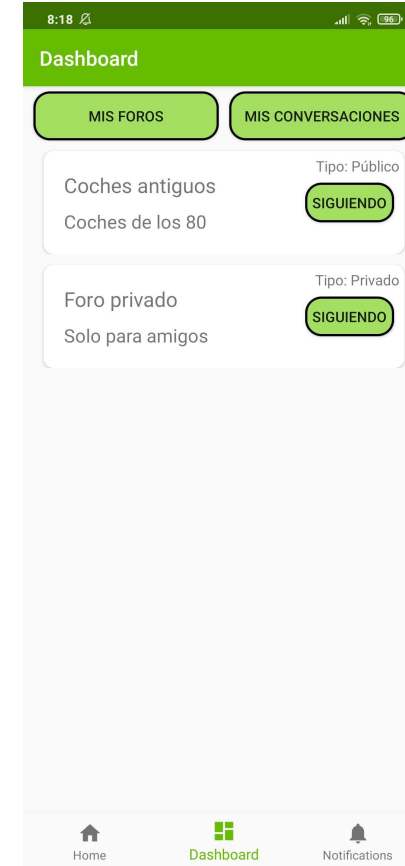 8:18 96
Dashboard
MIS FOROS MIS CONVERSACIONES
Tipo: Público
Coches antiguos
SIGUIENDO
Coches de los 80
Tipo: Privado
Foro privado
SIGUIENDO
Solo para amigos
Home Dashboard Notifications